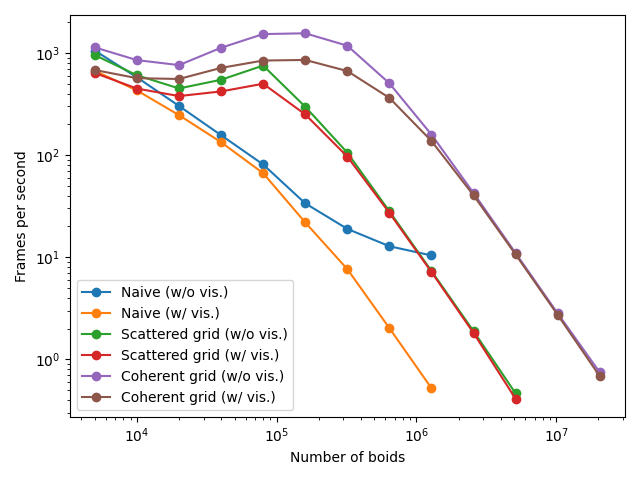 10³
10²
10¹
10⁰
Frames per second
Naive (w/o vis.)
Naive (w/ vis.)
Scattered grid (w/o vis.)
Scattered grid (w/ vis.)
Coherent grid (w/o vis.)
Coherent grid (w/ vis.)
10⁴ 10⁵ 10⁶ 10⁷
Number of boids